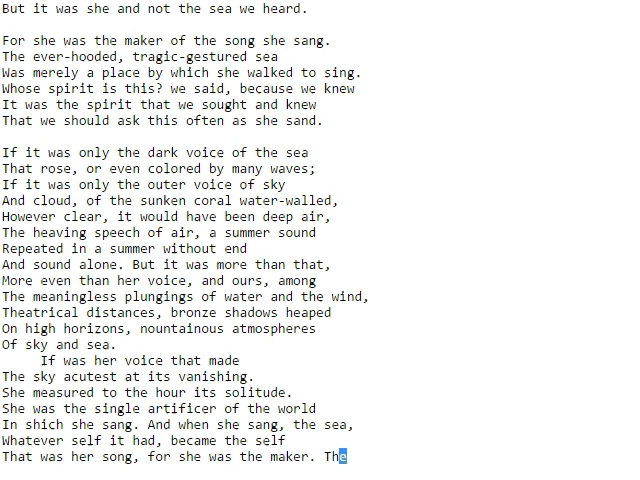 But it was she and not the sea we heard.

For she was the maker of the song she sang.
The ever-hooded, tragic-gestured sea
Was merely a place by which she walked to sing.
Whose spirit is this? we said, because we knew
It was the spirit that we sought and knew
That we should ask this often as she sand.

If it was only the dark voice of the sea
That rose, or even colored by many waves;
If it was only the outer voice of sky
And cloud, of the sunken coral water-walled,
However clear, it would have been deep air,
The heaving speech of air, a summer sound
Repeated in a summer without end
And sound alone. But it was more than that,
More even than her voice, and ours, among
The meaningless plungings of water and the wind,
Theatrical distances, bronze shadows heaped
On high horizons, nountainous atmospheres
Of sky and sea.
     If was her voice that made
The sky acutest at its vanishing.
She measured to the hour its solitude.
She was the single artificer of the world
In shich she sang. And when she sang, the sea,
Whatever self it had, became the self
That was her song, for she was the maker. The